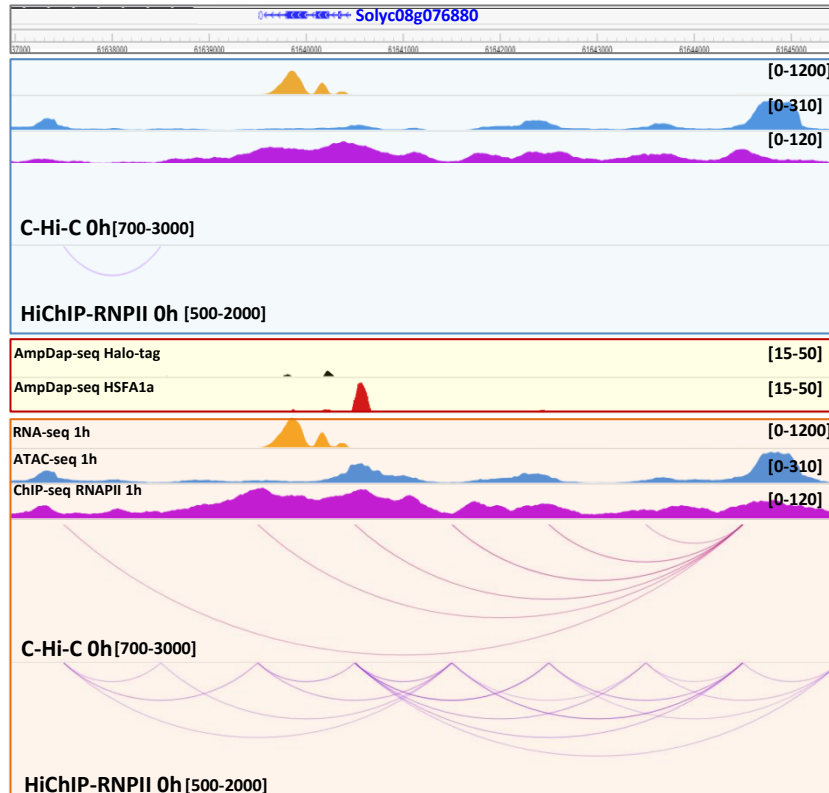 Solyc08g076880
37000 61638000 61639000 61640000 61641000 61642000 61643000 61644000 61645000
[0-1200]
[0-310]
[0-120]
C-Hi-C 0h [700-3000]
HiChIP-RNPII 0h [500-2000]
AmpDap-seq Halo-tag [15-50]
AmpDap-seq HSFA1a [15-50]
RNA-seq 1h [0-1200]
ATAC-seq 1h [0-310]
ChIP-seq RNAPII 1h [0-120]
C-Hi-C 0h [700-3000]
HiChIP-RNPII 0h [500-2000]